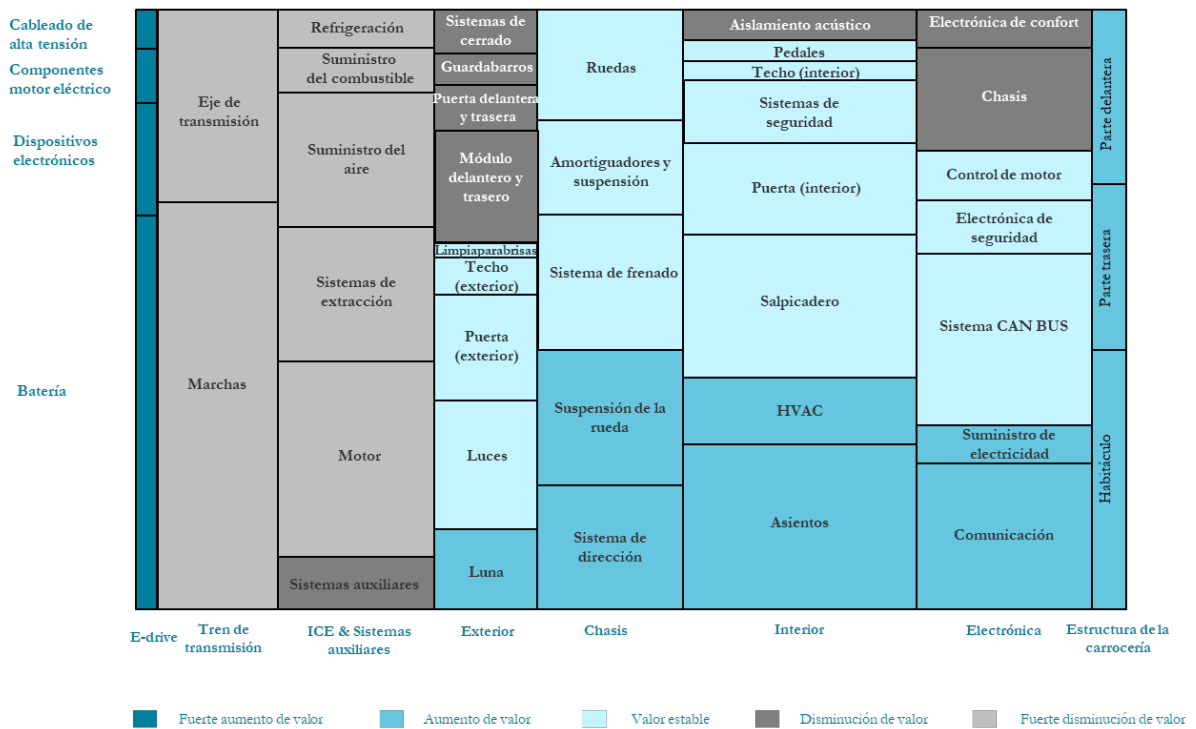 Cableado de
alta tensión
Componentes
motor eléctrico
Dispositivos
electrónicos
Batería
Eje de
transmisión
Marchas
Refrigeración
Suministro
del combustible
Suministro del
aire
Sistemas de
extracción
Motor
Sistemas auxiliares
Sistemas de
cerrado
Guardabarros
Puerta delantera
y trasera
Módulo
delantero y
trasero
Limpiaparabrisas
Techo
(exterior)
Puerta
(exterior)
Luces
Luna
Ruedas
Amortiguadores y
suspensión
Sistema de frenado
Suspensión de la
rueda
Sistema de
dirección
Aislamiento acústico
Pedales
Techo (interior)
Sistemas de
seguridad
Puerta (interior)
Salpicadero
HVAC
Asientos
Electrónica de confort
Chasis
Control de motor
Electrónica de
seguridad
Sistema CAN BUS
Suministro de
electricidad
Comunicación
Parte delantera
Parte trasera
Habitáculo
E-drive
Tren de
transmisión
ICE & Sistemas
auxiliares
Exterior
Chasis
Interior
Electrónica
Estructura de la
carrocería
Fuerte aumento de valor
Aumento de valor
Valor estable
Disminución de valor
Fuerte disminución de valor